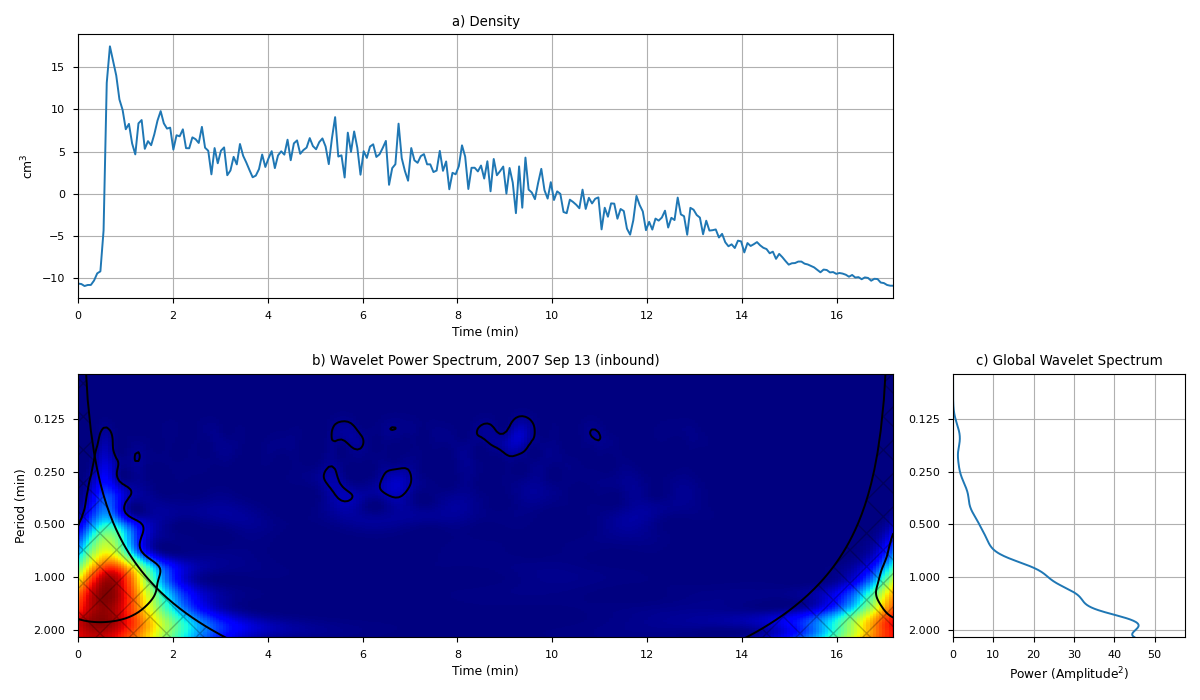 a) Density
15
10
5
0
−5
−10
cm³
0 2 4 6 8 10 12 14 16
Time (min)
b) Wavelet Power Spectrum, 2007 Sep 13 (inbound)
0.125
0.250
0.500
1.000
2.000
Period (min)
0 2 4 6 8 10 12 14 16
Time (min)
c) Global Wavelet Spectrum
0.125
0.250
0.500
1.000
2.000
0 10 20 30 40 50
Power (Amplitude²)